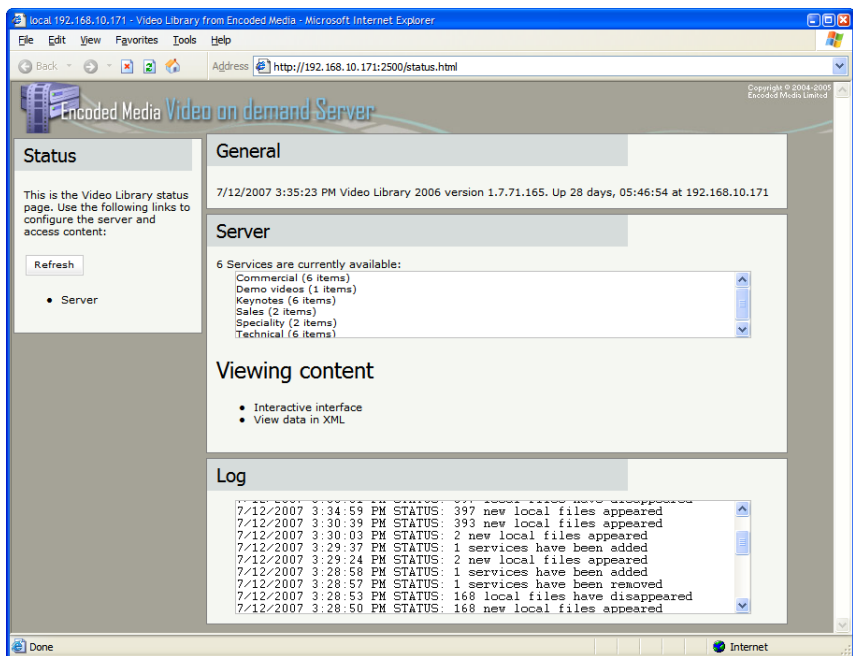 local 192.168.10.171 - Video Library from Encoded Media - Microsoft Internet Explorer
File Edit View Favorites Tools Help
Back Address http://192.168.10.171:2500/status.html
Encoded Media Video on demand Server
Copyright © 2004-2005
Encoded Media Limited
Status
This is the Video Library status
page. Use the following links to
configure the server and
access content:
Refresh
• Server
General
7/12/2007 3:35:23 PM Video Library 2006 version 1.7.71.165. Up 28 days, 05:46:54 at 192.168.10.171
Server
6 Services are currently available:
Commercial (6 items)
Demo videos (1 items)
Keynotes (6 items)
Sales (2 items)
Speciality (2 items)
Technical (6 items)
Viewing content
• Interactive interface
• View data in XML
Log
PM STATUS: local files have disappeared
7/12/2007 3:34:59 PM STATUS: 397 new local files appeared
7/12/2007 3:30:39 PM STATUS: 393 new local files appeared
7/12/2007 3:30:03 PM STATUS: 2 new local files appeared
7/12/2007 3:29:37 PM STATUS: 1 services have been added
7/12/2007 3:29:24 PM STATUS: 2 new local files appeared
7/12/2007 3:28:58 PM STATUS: 1 services have been added
7/12/2007 3:28:57 PM STATUS: 1 services have been removed
7/12/2007 3:28:53 PM STATUS: 168 local files have disappeared
7/12/2007 3:28:50 PM STATUS: 168 new local files appeared
Done
Internet